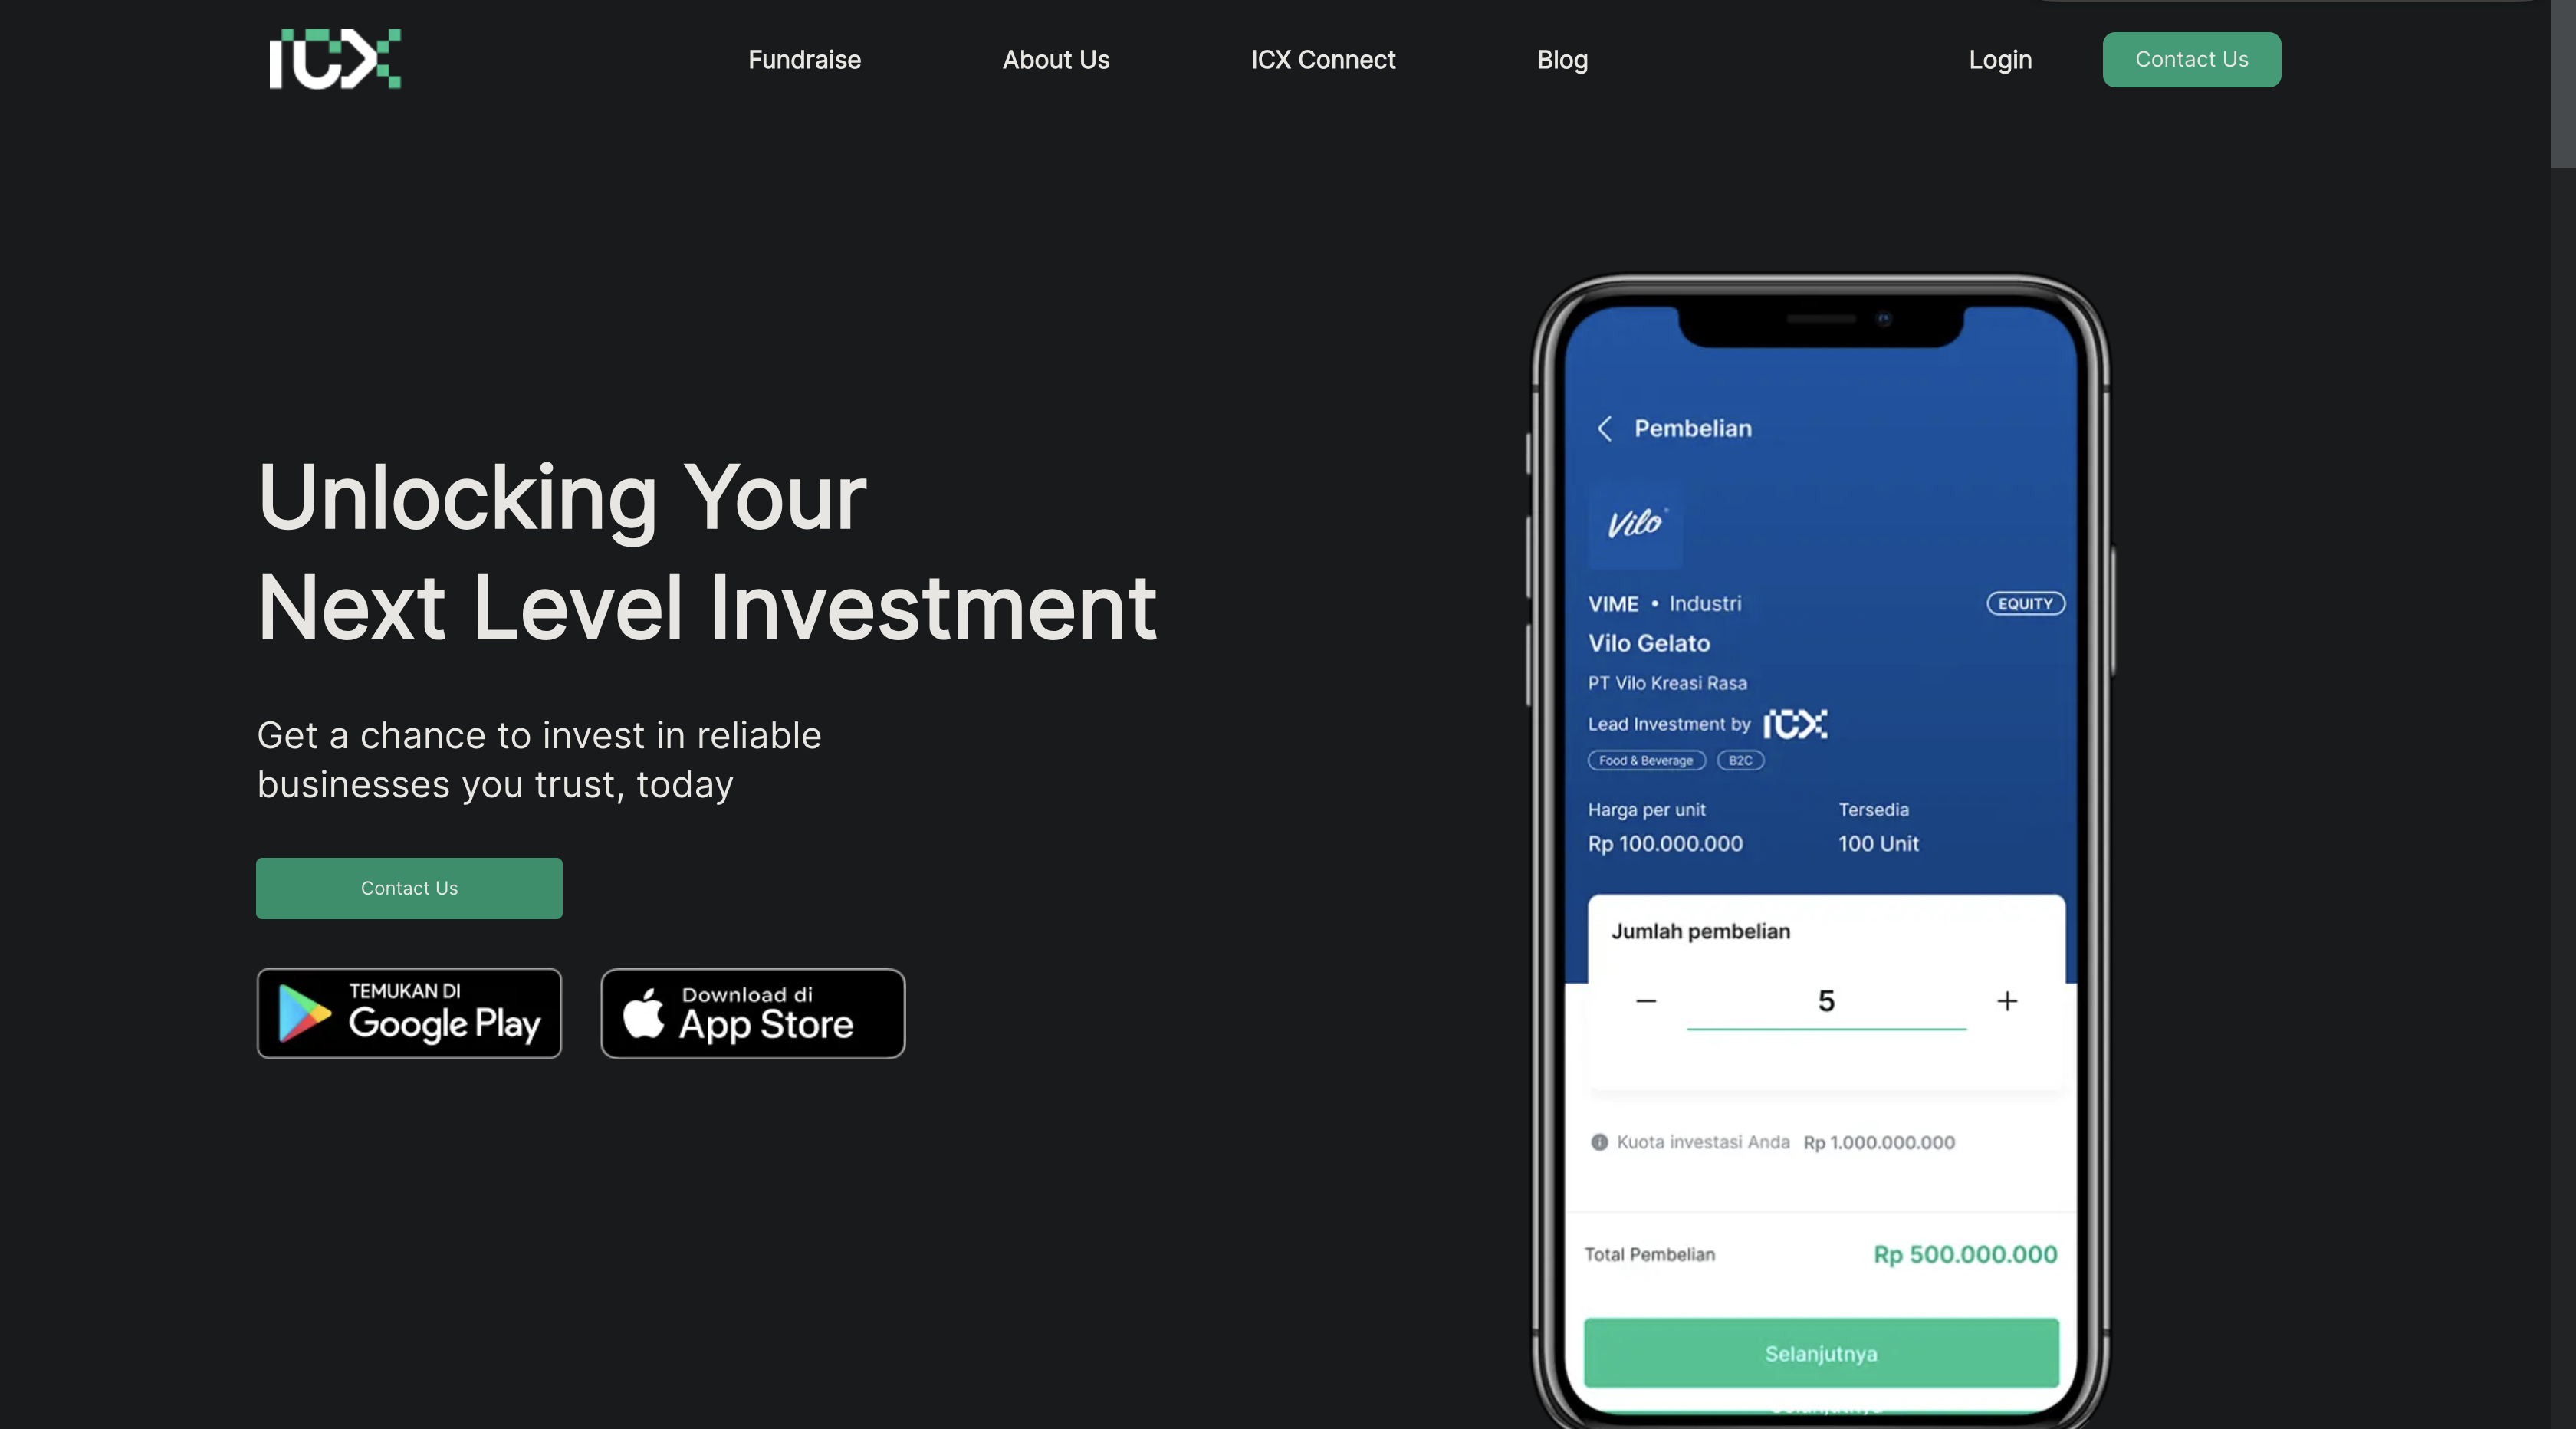 ICX
Fundraise
About Us
ICX Connect
Blog
Login
Contact Us
Unlocking Your
Next Level Investment
Get a chance to invest in reliable
businesses you trust, today
Contact Us
TEMUKAN DI
Google Play
Download di
App Store
Pembelian
Vilo
VIME • Industri
EQUITY
Vilo Gelato
PT Vilo Kreasi Rasa
Lead Investment by ICX
Food & Beverage
B2C
Harga per unit
Tersedia
Rp 100.000.000
100 Unit
Jumlah pembelian
− 5 +
Kuota investasi Anda Rp 1.000.000.000
Total Pembelian
Rp 500.000.000
Selanjutnya